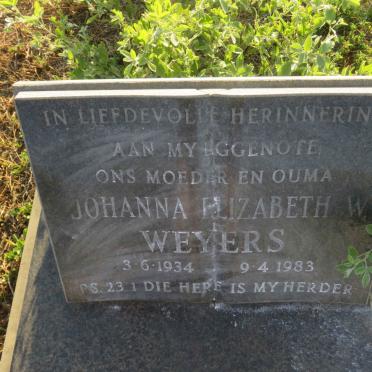 IN LIEFDEVOLLE HERINNERIN
AAN MY EGGENOTE,
ONS MOEDER EN OUMA
JOHANNA ELIZABETH W
WEYERS
3·6·1934 9·4·1983
PS. 23:1 DIE HERE IS MY HERDER